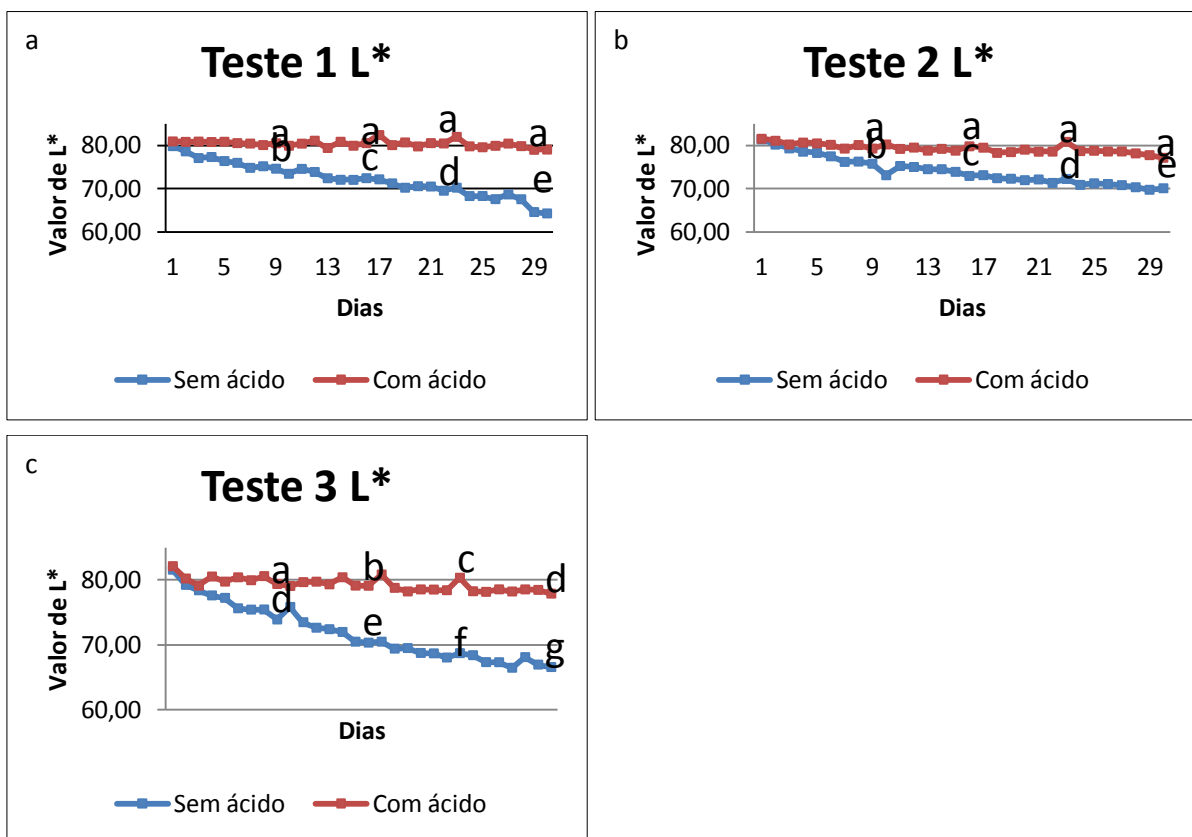 a
Teste 1 L*
Valor de L*
80,00
70,00
60,00
a a a a
b c d e
1 5 9 13 17 21 25 29
Dias
Sem ácido Com ácido
b
Teste 2 L*
Valor de L*
80,00
70,00
60,00
a a a a
b c d e
1 5 9 13 17 21 25 29
Dias
Sem ácido Com ácido
c
Teste 3 L*
Valor de L*
80,00
70,00
60,00
a b c d
d e f g
Dias
Sem ácido Com ácido